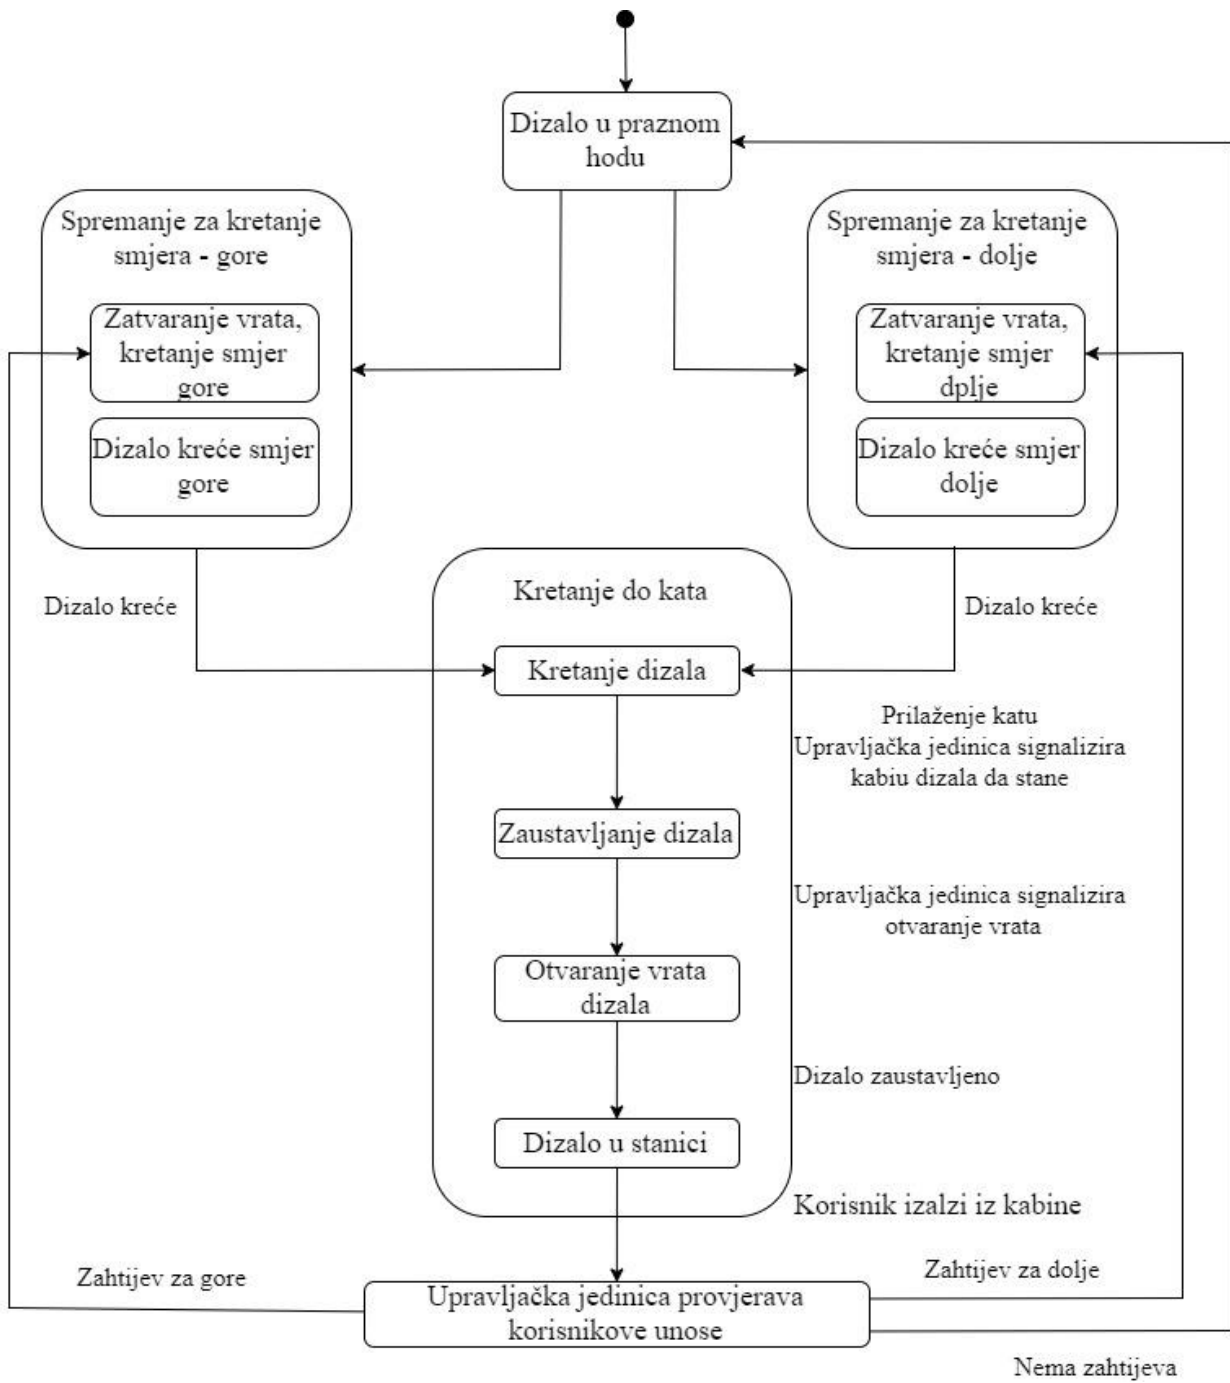 Dizalo u praznom
hodu
Spremanje za kretanje
smjera - gore
Zatvaranje vrata,
kretanje smjer
gore
Dizalo kreće smjer
gore
Spremanje za kretanje
smjera - dolje
Zatvaranje vrata,
kretanje smjer
dplje
Dizalo kreće smjer
dolje
Dizalo kreće
Dizalo kreće
Kretanje do kata
Kretanje dizala
Prilaženje katu
Upravljačka jedinica signalizira
kabiu dizala da stane
Zaustavljanje dizala
Upravljačka jedinica signalizira
otvaranje vrata
Otvaranje vrata
dizala
Dizalo zaustavljeno
Dizalo u stanici
Korisnik izalzi iz kabine
Zahtijev za gore
Zahtijev za dolje
Upravljačka jedinica provjerava
korisnikove unose
Nema zahtijeva